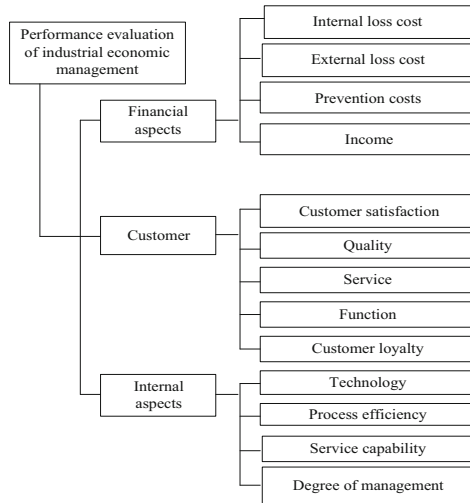 Performance evaluation
of industrial economic
management
Financial
aspects
Internal loss cost
External loss cost
Prevention costs
Income
Customer
Customer satisfaction
Quality
Service
Function
Customer loyalty
Internal
aspects
Technology
Process efficiency
Service capability
Degree of management